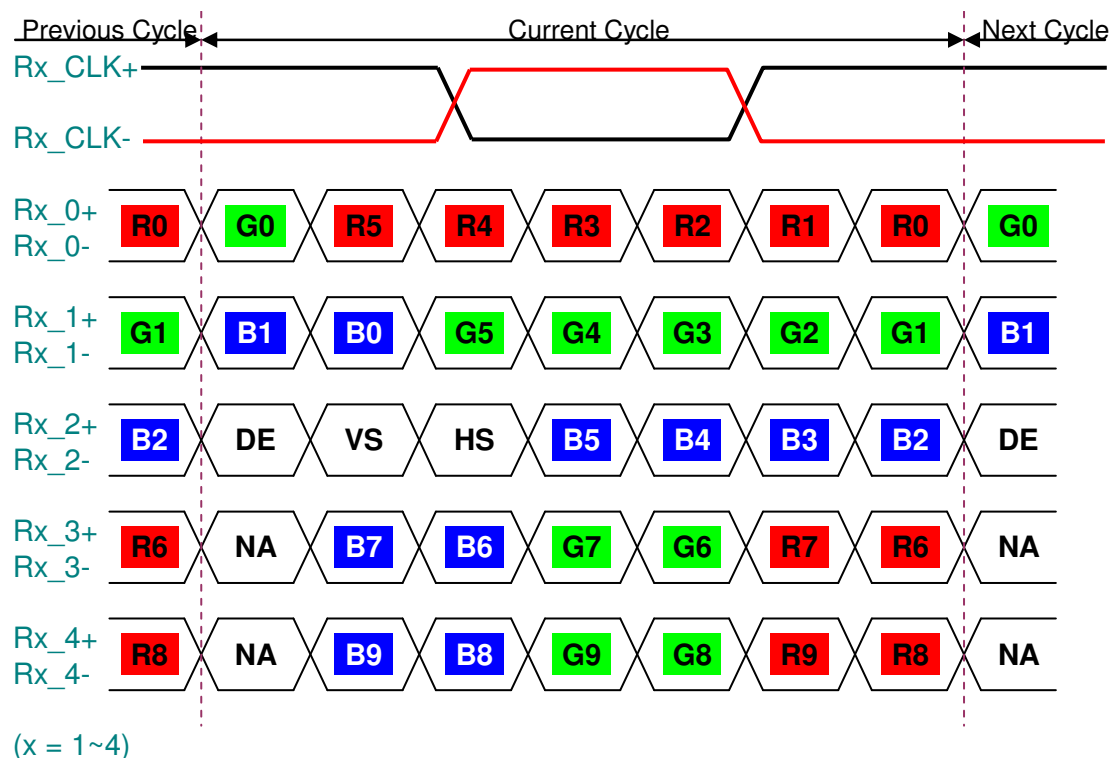 Previous Cycle Current Cycle Next Cycle
Rx_CLK+
Rx_CLK-
Rx_0+
Rx_0-
R0 G0 R5 R4 R3 R2 R1 R0 G0
Rx_1+
Rx_1-
G1 B1 B0 G5 G4 G3 G2 G1 B1
Rx_2+
Rx_2-
B2 DE VS HS B5 B4 B3 B2 DE
Rx_3+
Rx_3-
R6 NA B7 B6 G7 G6 R7 R6 NA
Rx_4+
Rx_4-
R8 NA B9 B8 G9 G8 R9 R8 NA
(x = 1~4)